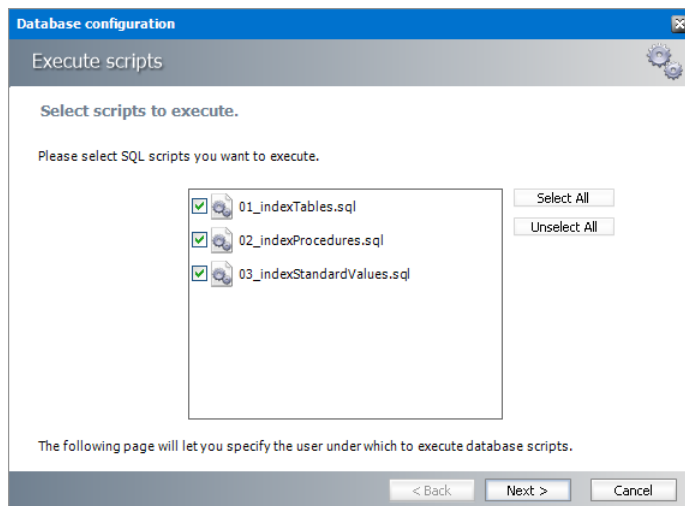 Database configuration
Execute scripts
Select scripts to execute.
Please select SQL scripts you want to execute.
01_indexTables.sql
Select All
Unselect All
02_indexProcedures.sql
03_indexStandardValues.sql
The following page will let you specify the user under which to execute database scripts.
< Back Next > Cancel